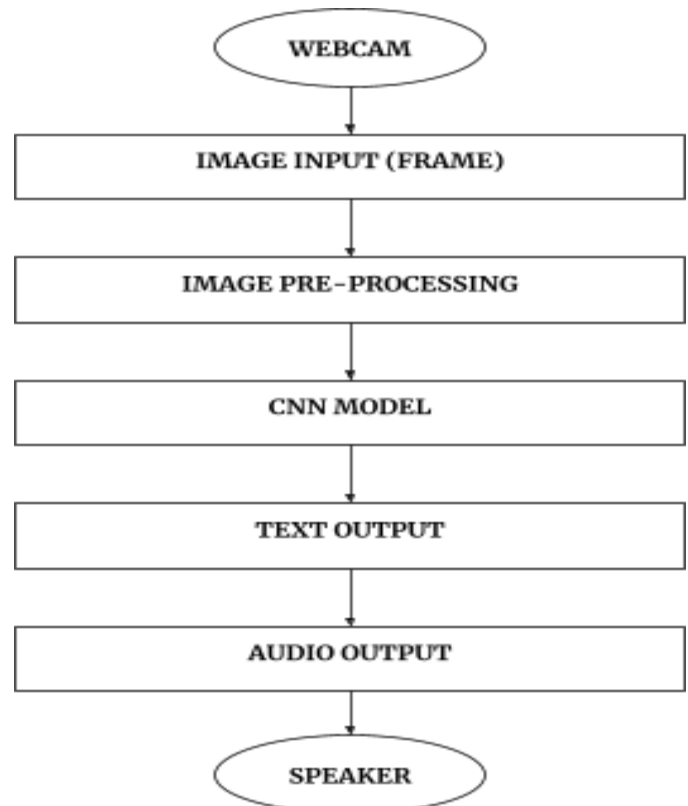 WEBCAM
IMAGE INPUT (FRAME)
IMAGE PRE-PROCESSING
CNN MODEL
TEXT OUTPUT
AUDIO OUTPUT
SPEAKER